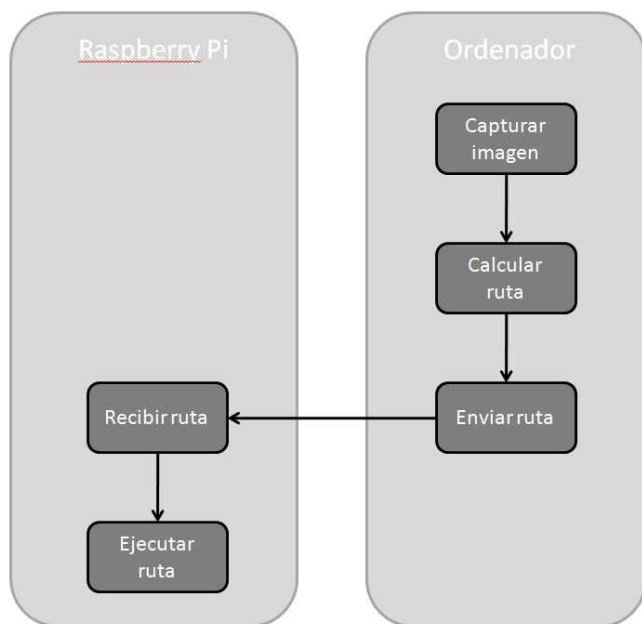 Raspberry Pi
Ordenador
Capturar
imagen
Calcular
ruta
Recibir ruta
Enviar ruta
Ejecutar
ruta